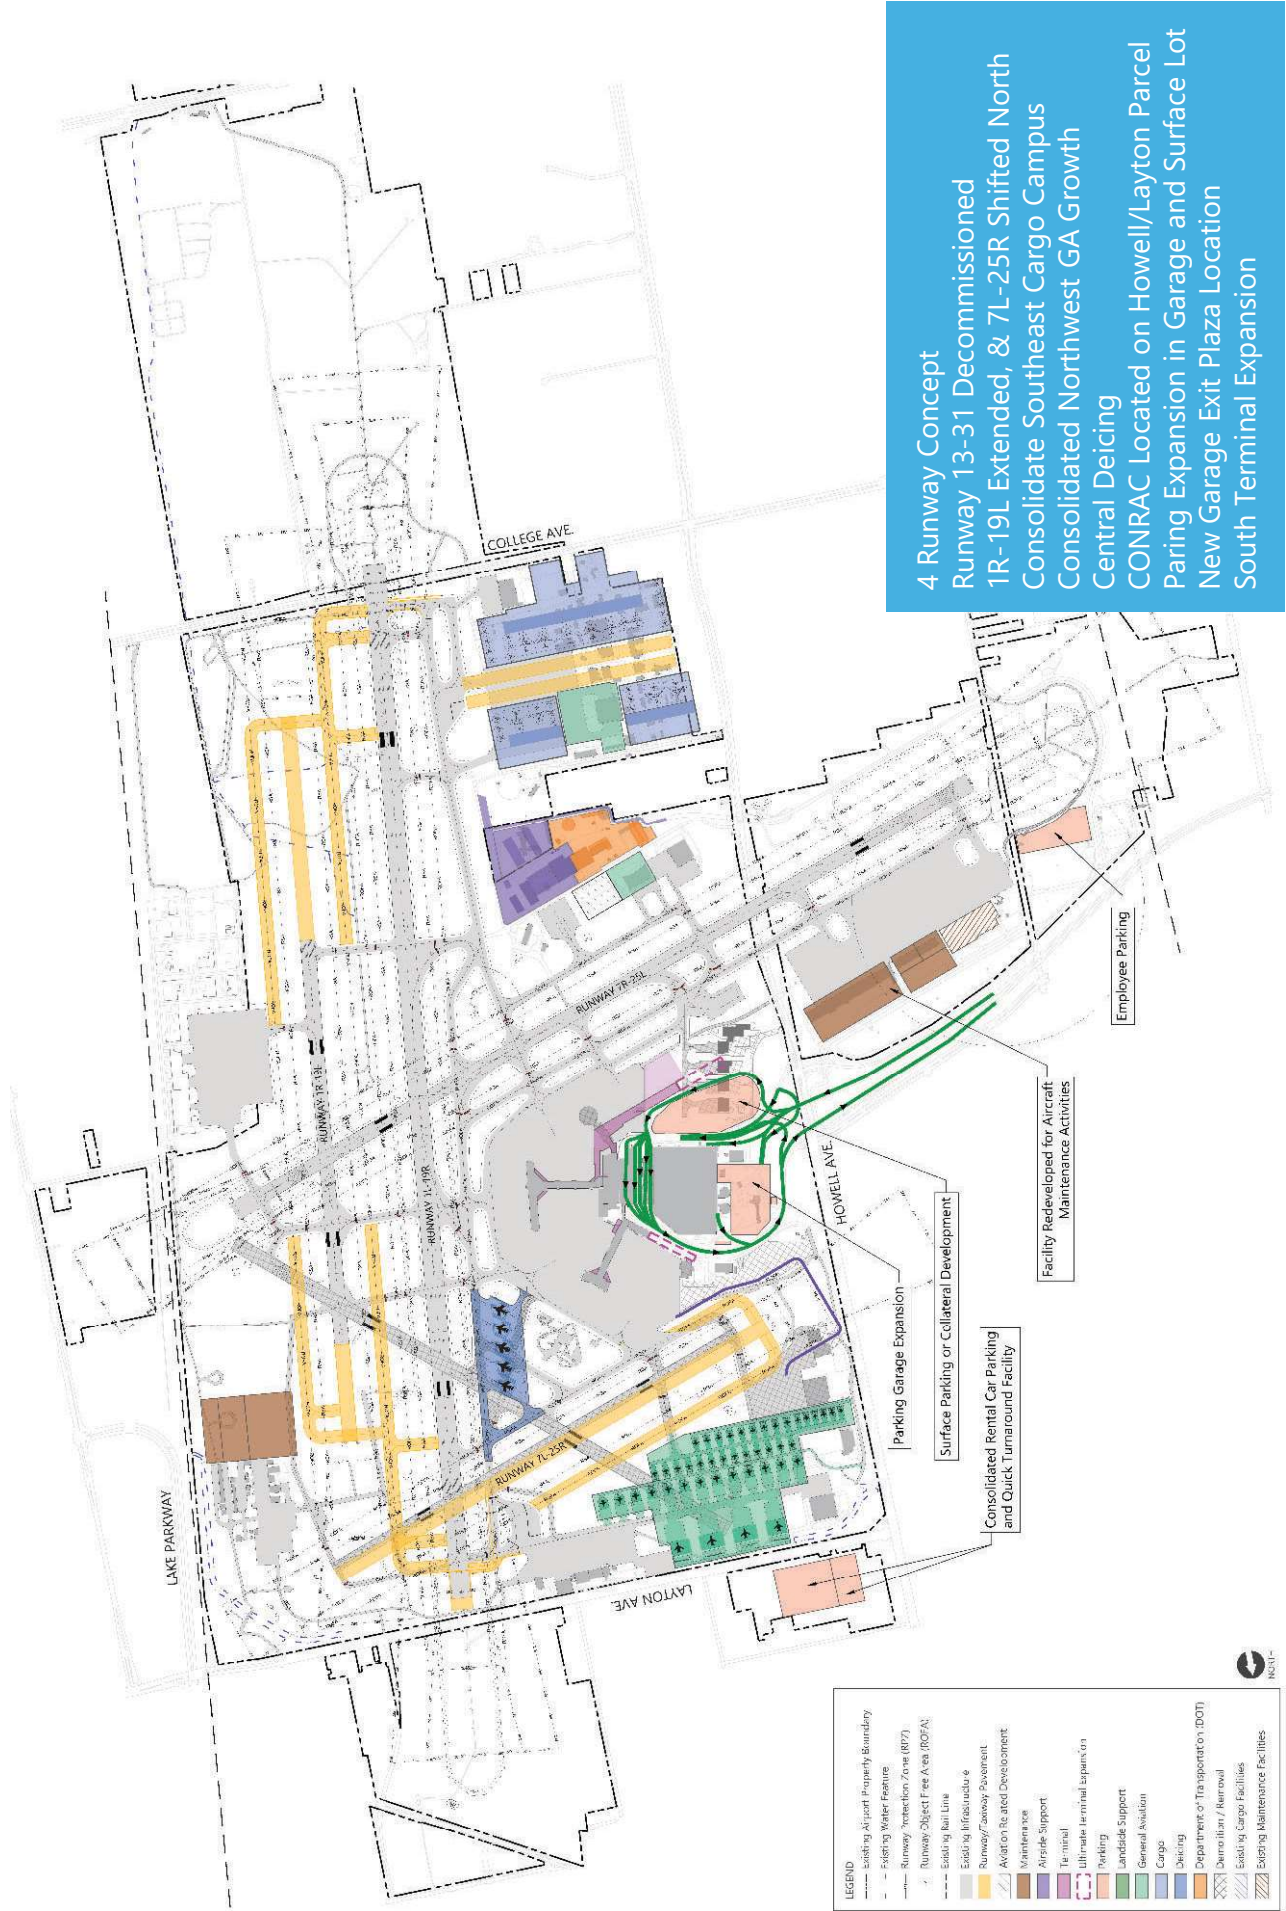 4 Runway Concept
Runway 13-31 Decommissioned
1R-19L Extended, & 7L-25R Shifted North
Consolidate Southeast Cargo Campus
Consolidated Northwest GA Growth
Central Deicing
CONRAC Located on Howell/Layton Parcel
Paring Expansion in Garage and Surface Lot
New Garage Exit Plaza Location
South Terminal Expansion
LAKE PARKWAY
COLLEGE AVE.
LAYTON AVE.
HOWELL AVE.
RUNWAY 1R-19L
RUNWAY 1L-19R
RUNWAY 7R-25L
RUNWAY 7L-25R
Parking Garage Expansion
Surface Parking or Collateral Development
Consolidated Rental Car Parking
and Quick Turnaround Facility
Facility Redeveloped for Aircraft
Maintenance Activities
Employee Parking
LEGEND
Existing Airport Property Boundary
Existing Water Feature
Runway Protection Zone (RPZ)
Runway Object Free Area (ROFA)
Existing Rail Line
Existing Infrastructure
Runway/Taxiway Pavement
Aviation Related Development
Maintenance
Airside Support
Terminal
Ultimate Terminal Expansion
Parking
Landside Support
General Aviation
Cargo
Deicing
Department of Transportation (DOT)
Demolition / Removal
Existing Cargo Facilities
Existing Maintenance Facilities
NORTH